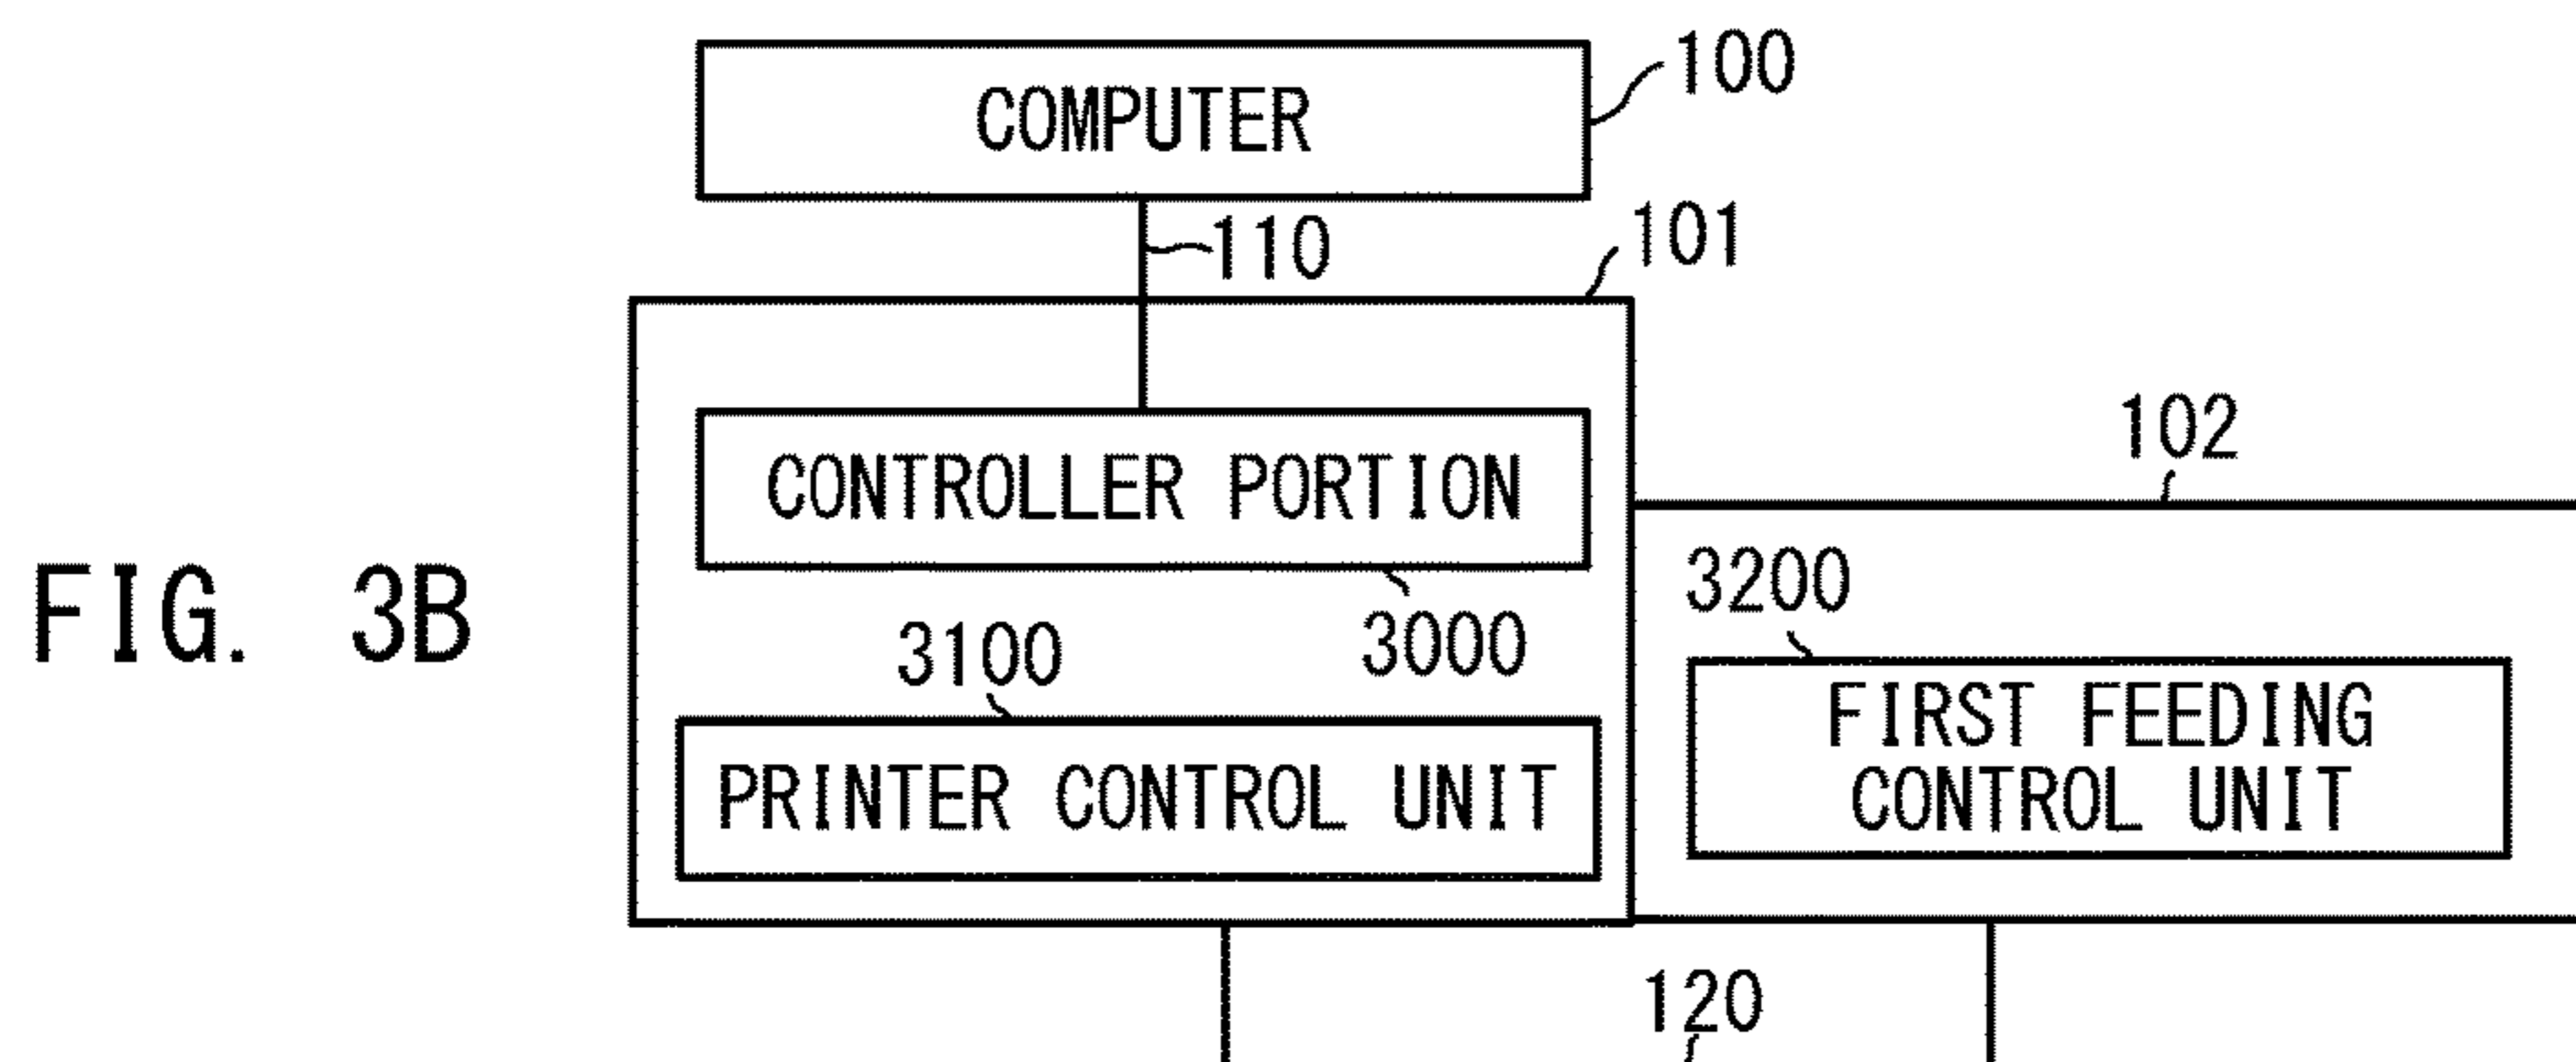 COMPUTER
100
110
101
CONTROLLER PORTION
3000
102
3200
FIRST FEEDING
CONTROL UNIT
FIG. 3B
3100
PRINTER CONTROL UNIT
120